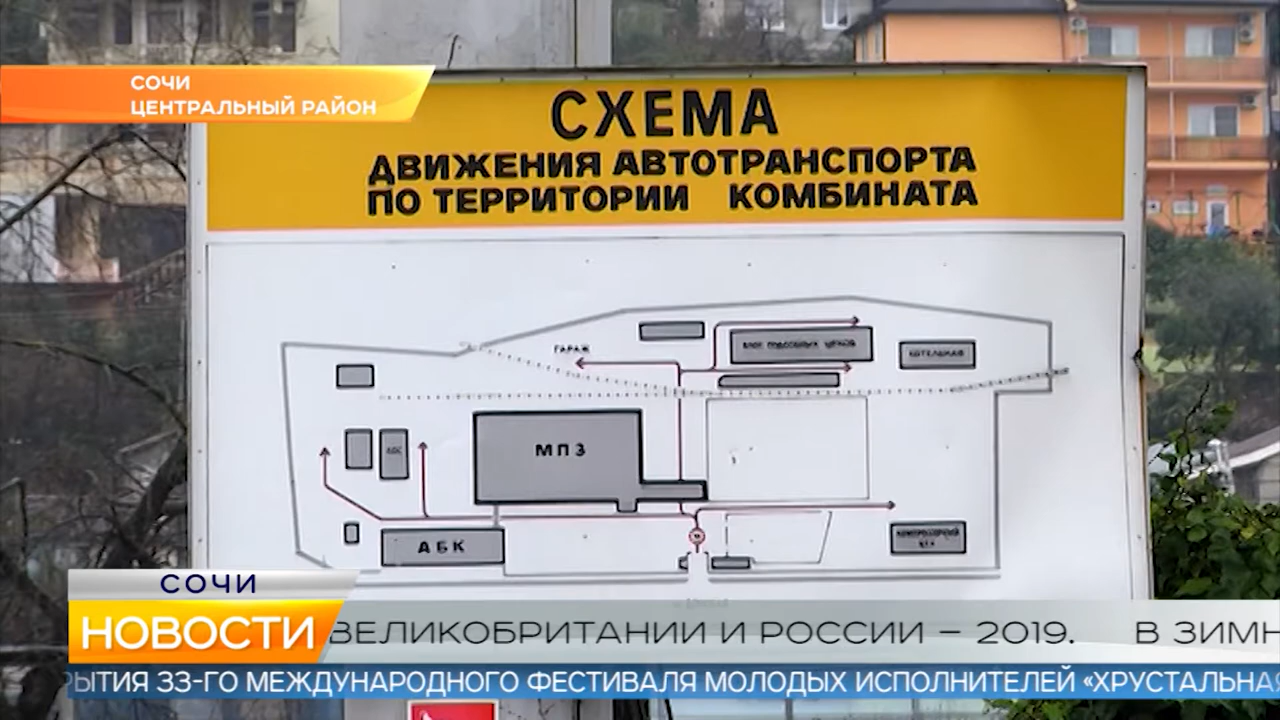 СОЧИ
ЦЕНТРАЛЬНЫЙ РАЙОН
СХЕМА
ДВИЖЕНИЯ АВТОТРАНСПОРТА
ПО ТЕРРИТОРИИ КОМБИНАТА
ГАРАЖ
КОТЕЛЬНАЯ
МПЗ
АБК
СОЧИ
НОВОСТИ
ВЕЛИКОБРИТАНИИ И РОССИИ – 2019. В ЗИМН
РЫТИЯ 33-ГО МЕЖДУНАРОДНОГО ФЕСТИВАЛЯ МОЛОДЫХ ИСПОЛНИТЕЛЕЙ «ХРУСТАЛЬНАЯ